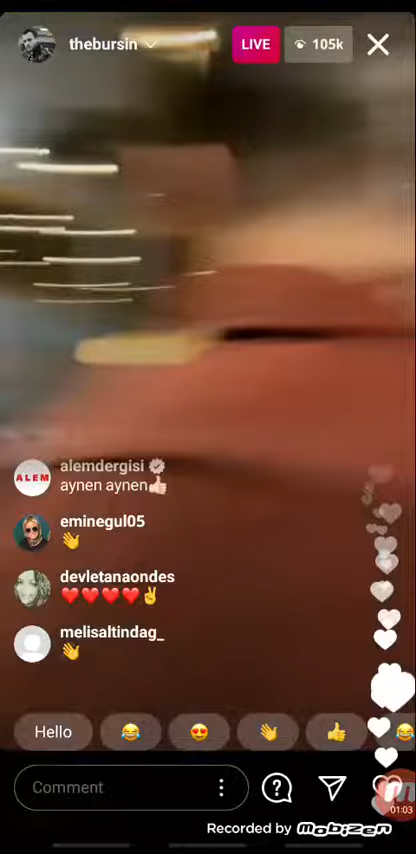 thebursin
LIVE
105k
ALEM
alemdergisi
aynen aynen👍🏻
eminegul05
👋
devletanaondes
❤️❤️❤️❤️✌️
melisaltindag_
👋
Hello 😂 😍 👋 👍 😂
Comment
01:03
Recorded by MOBIZEN